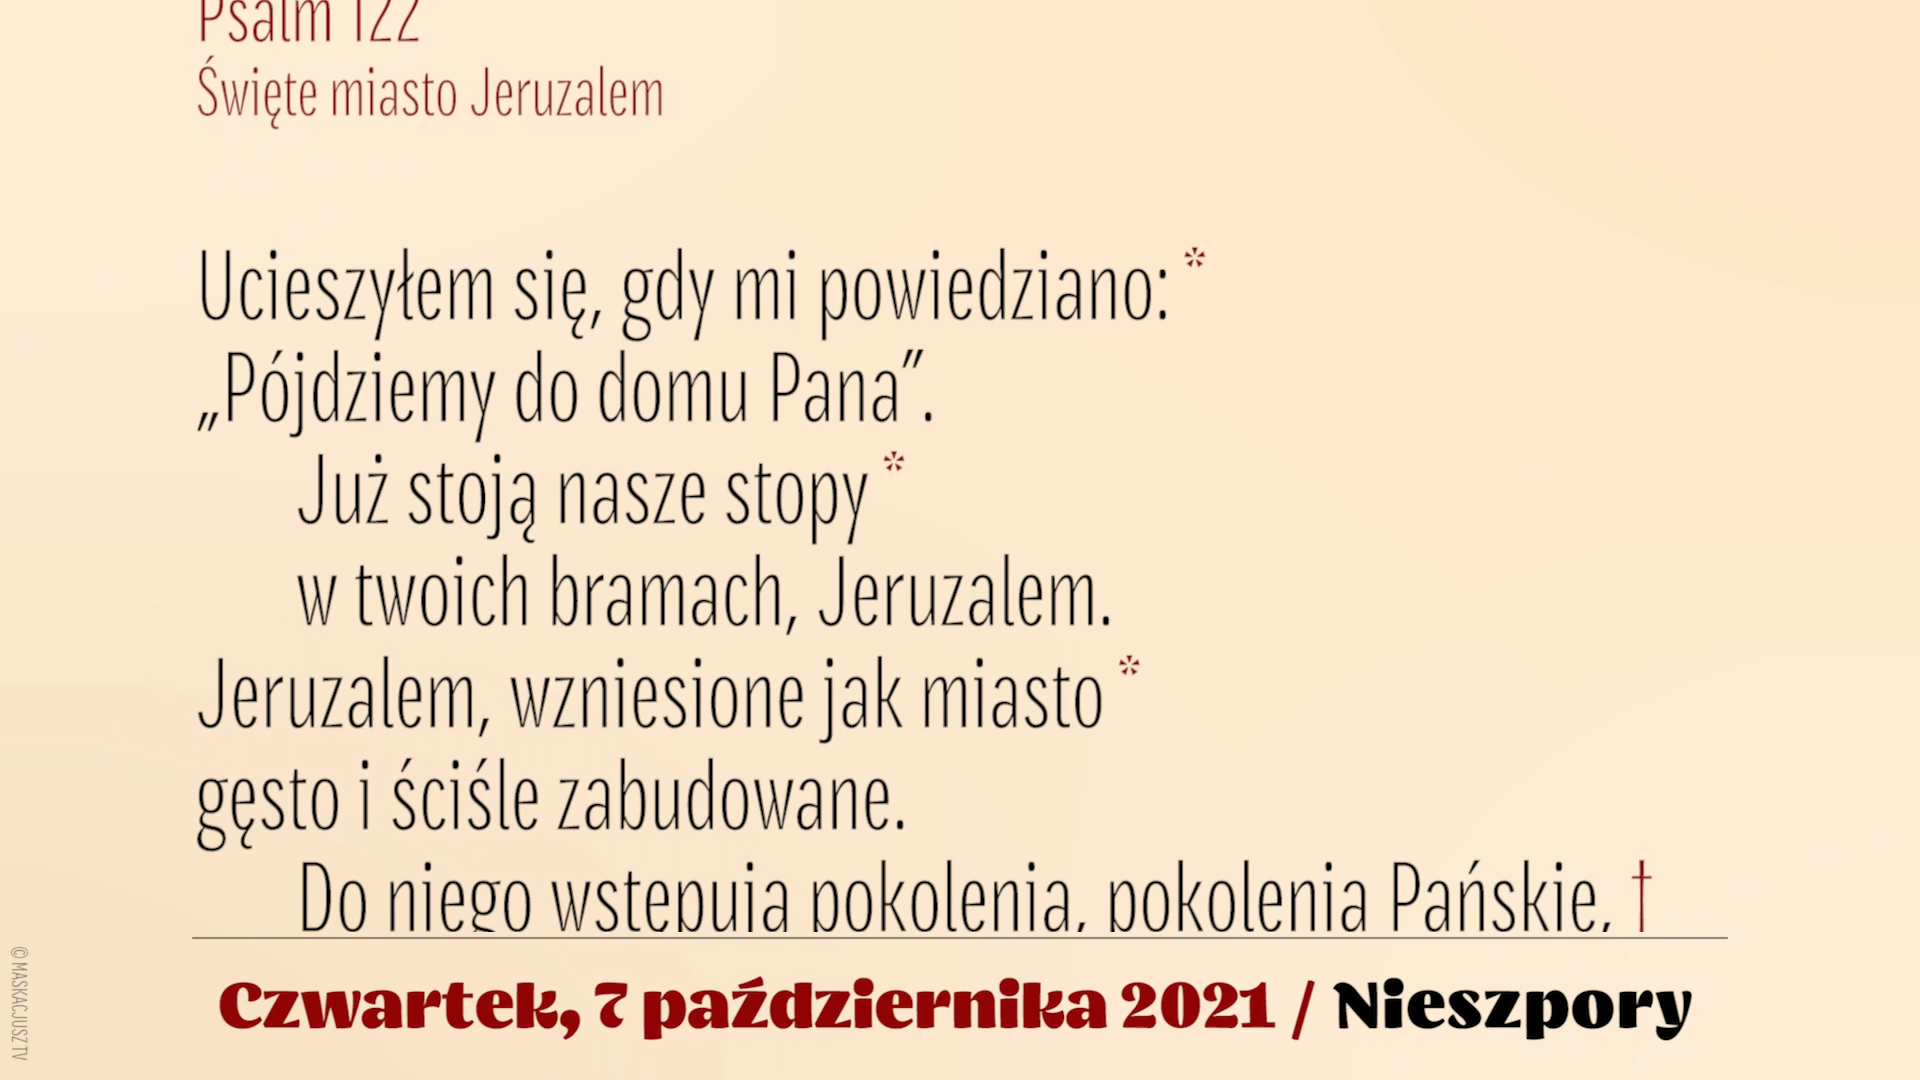 Psalm 122
Święte miasto Jeruzalem
Ucieszyłem się, gdy mi powiedziano: *
„Pójdziemy do domu Pana”.
Już stoją nasze stopy *
w twoich bramach, Jeruzalem.
Jeruzalem, wzniesione jak miasto *
gęsto i ściśle zabudowane.
Do niego wstępują pokolenia, pokolenia Pańskie, †
Czwartek, 7 października 2021 / Nieszpory
© MASKACJUSZ TV